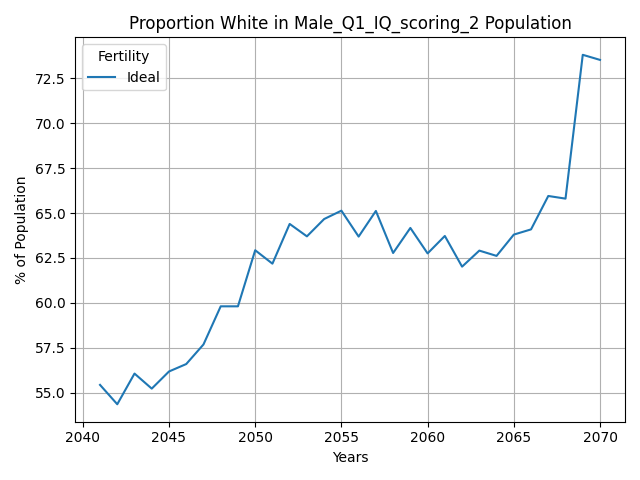 Proportion White in Male_Q1_IQ_scoring_2 Population
Fertility
Ideal
% of Population
72.5
70.0
67.5
65.0
62.5
60.0
57.5
55.0
2040 2045 2050 2055 2060 2065 2070
Years